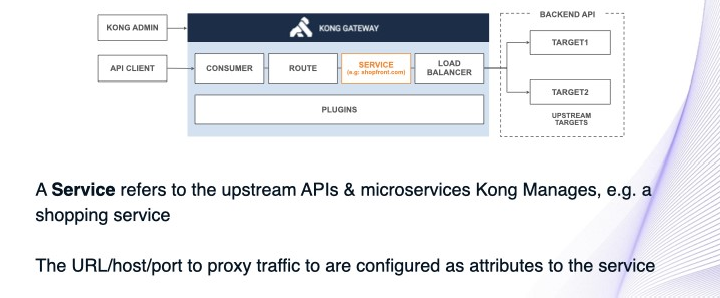 KONG ADMIN
KONG GATEWAY
BACKEND API
TARGET1
API CLIENT
CONSUMER
ROUTE
SERVICE
(e.g: shopfront.com)
LOAD
BALANCER
TARGET2
PLUGINS
UPSTREAM
TARGETS
A Service refers to the upstream APIs & microservices Kong Manages, e.g. a
shopping service
The URL/host/port to proxy traffic to are configured as attributes to the service